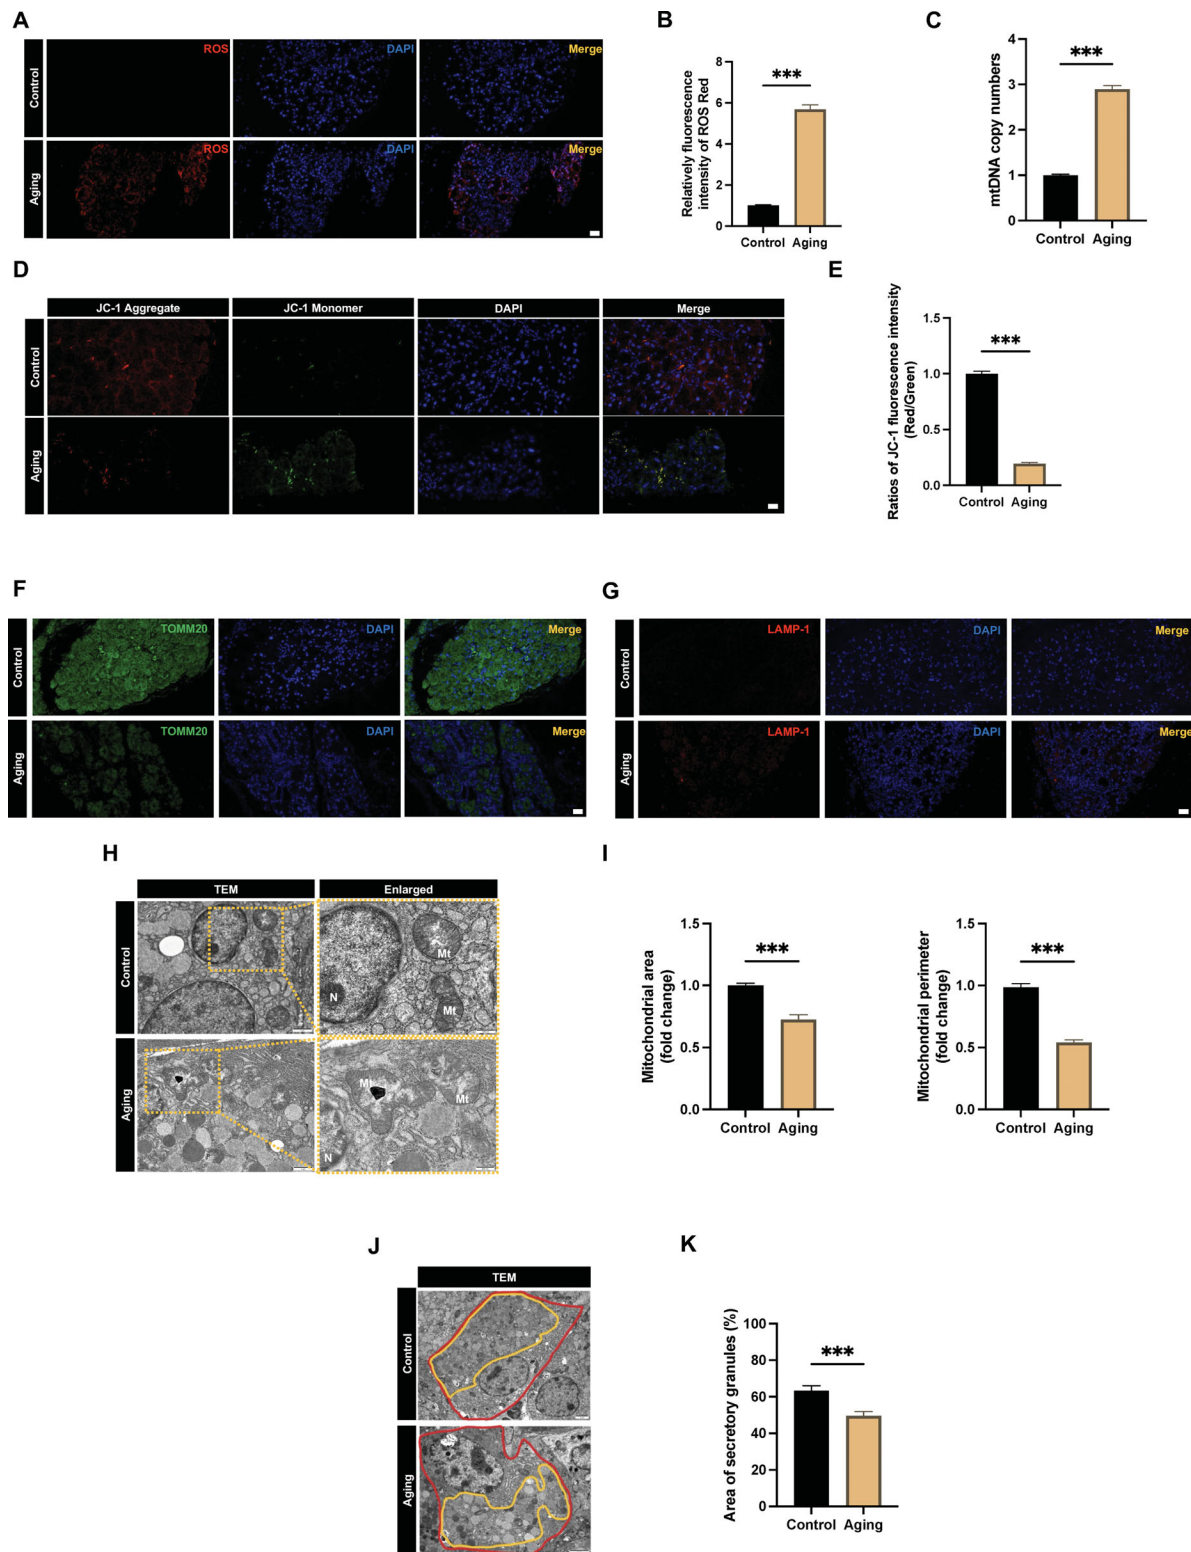 A
ROS
DAPI
Merge
Control
ROS
DAPI
Merge
Aging
B
Relatively fluorescence
intensity of ROS Red
8
6
4
2
0
***
Control Aging
C
mtDNA copy numbers
4
3
2
1
0
***
Control Aging
D
JC-1 Aggregate
JC-1 Monomer
DAPI
Merge
Control
Aging
E
Ratios of JC-1 fluorescence intensity
(Red/Green)
1.5
1.0
0.5
0.0
***
Control Aging
F
TOMM20
DAPI
Merge
Control
TOMM20
DAPI
Merge
Aging
G
LAMP-1
DAPI
Merge
Control
LAMP-1
DAPI
Merge
Aging
H
TEM
Enlarged
Control
Mt
N
Mt
Aging
Mt
Mt
N
I
Mitochondrial area
(fold change)
1.5
1.0
0.5
0.0
***
Control Aging
Mitochondrial perimeter
(fold change)
1.5
1.0
0.5
0.0
***
Control Aging
J
TEM
Control
Aging
K
Area of secretory granules (%)
100
80
60
40
20
0
***
Control Aging